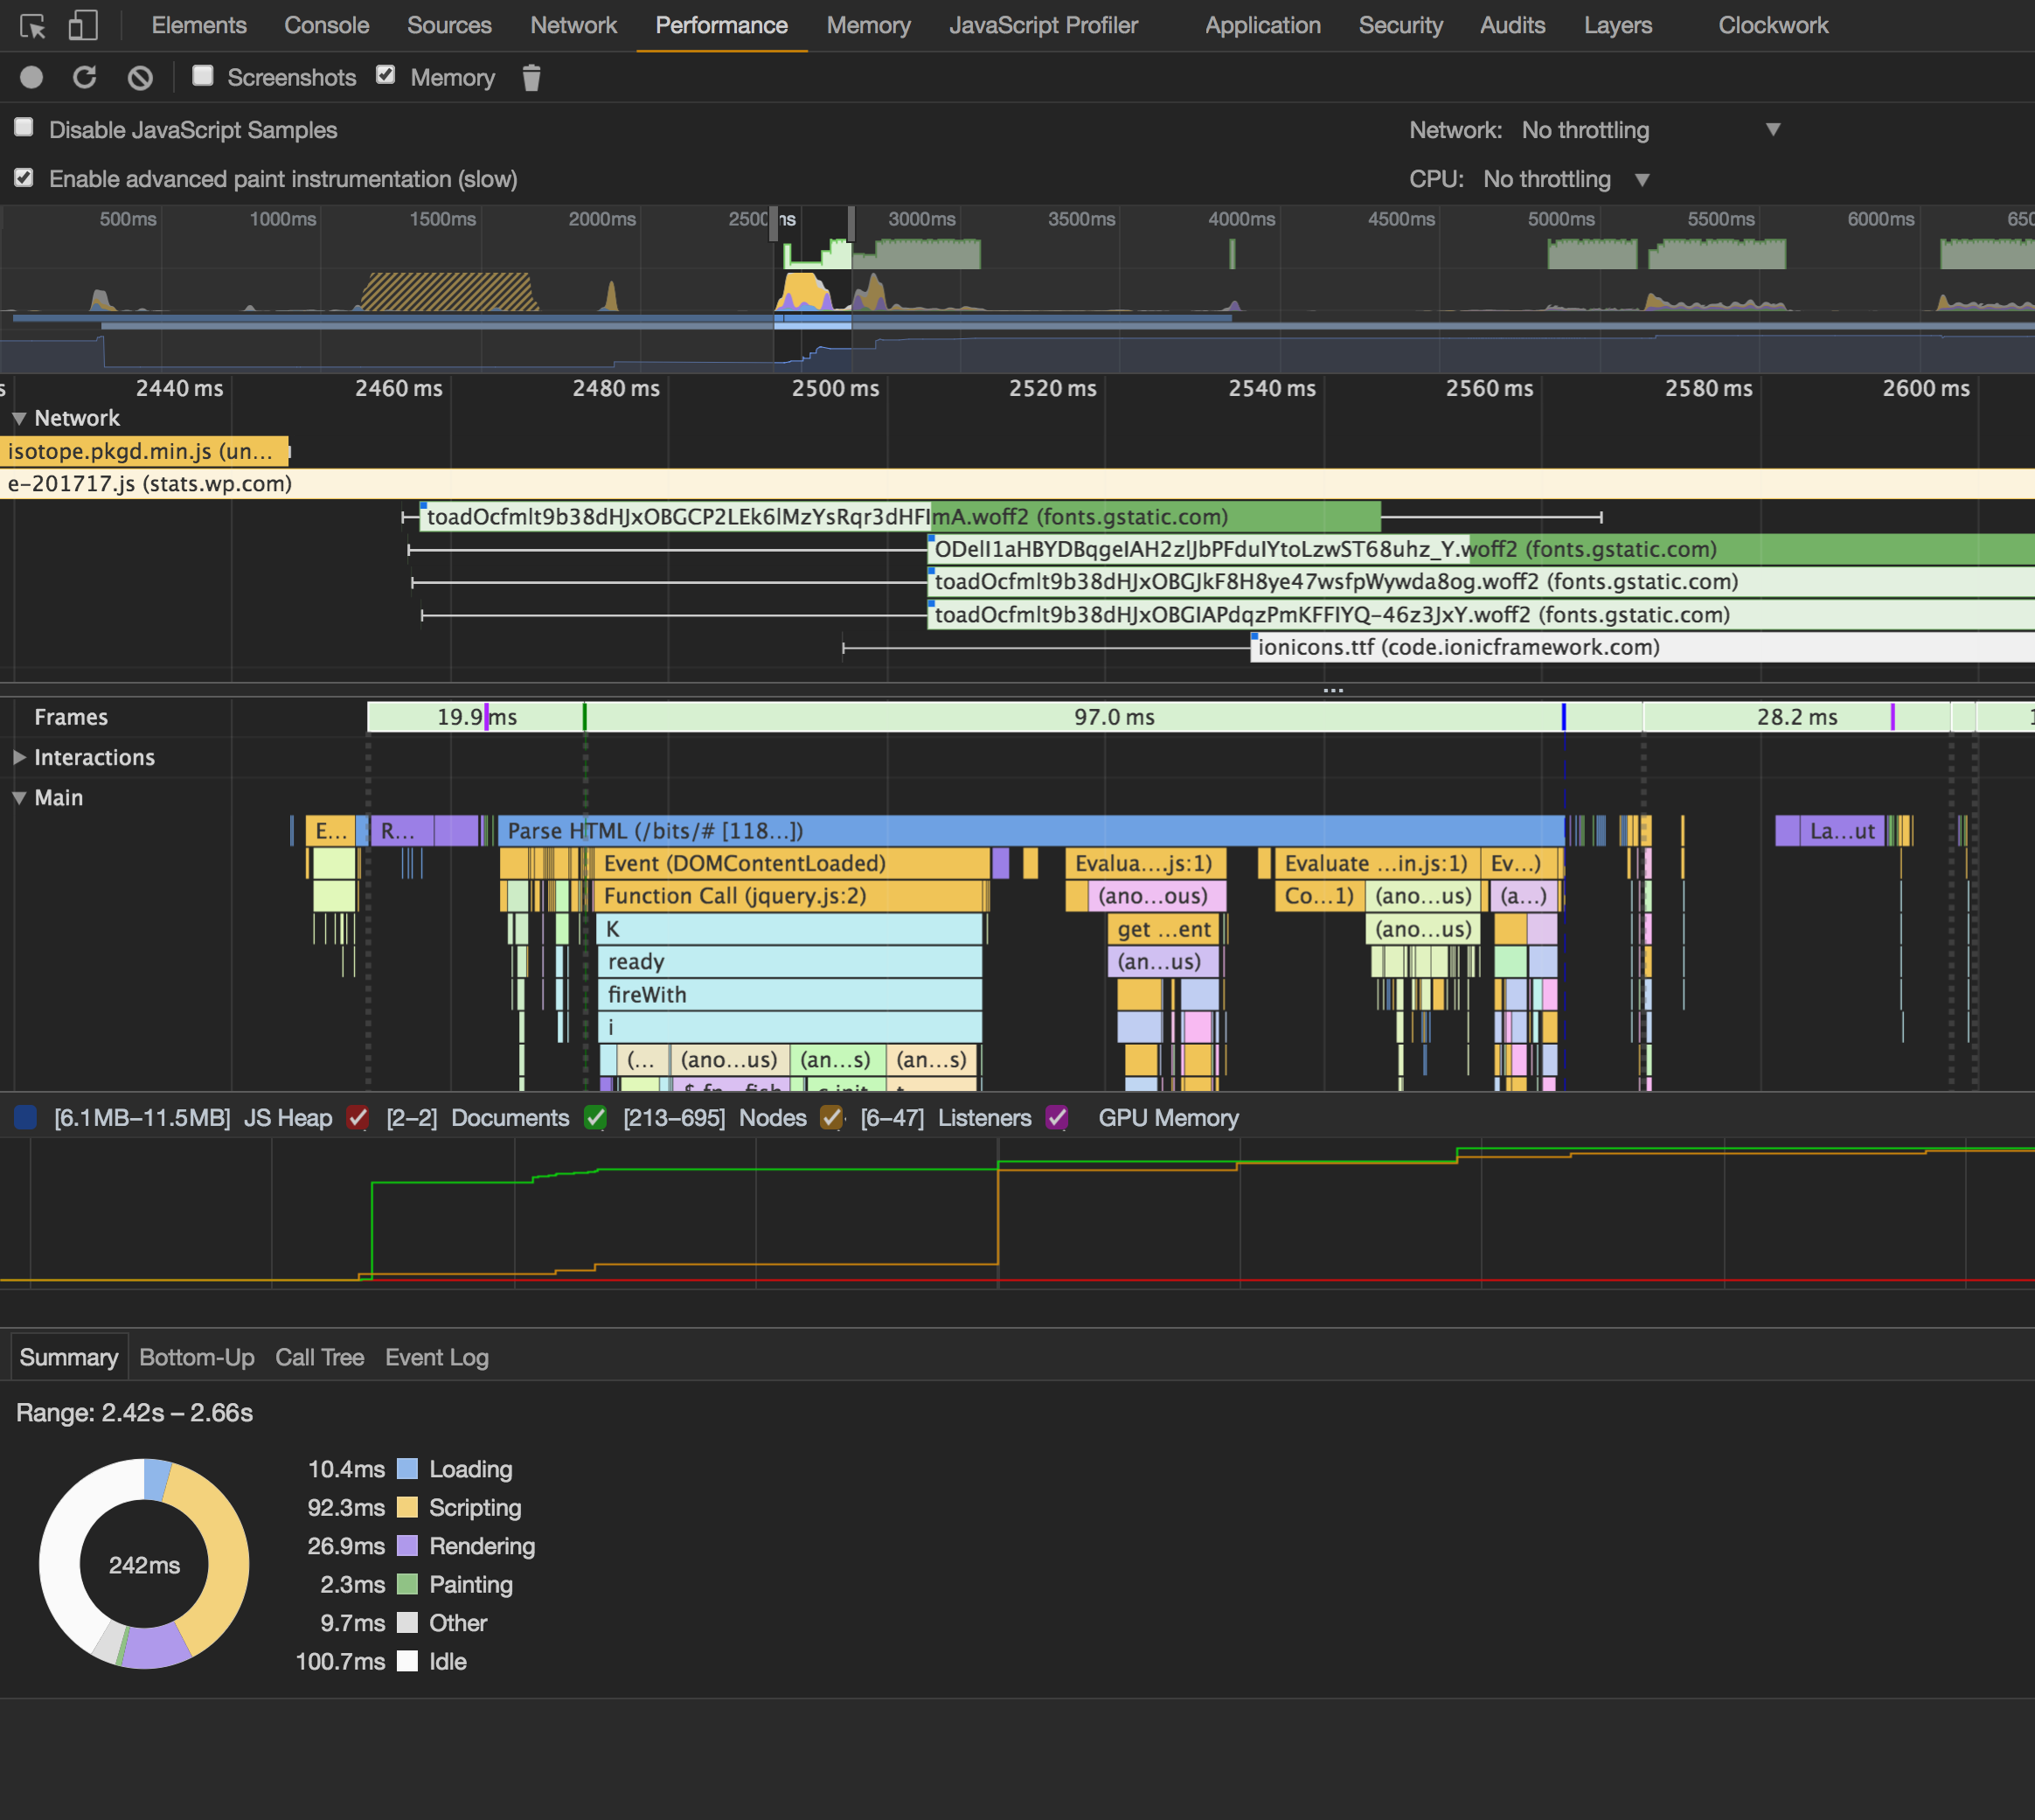 Elements Console Sources Network Performance Memory JavaScript Profiler Application Security Audits Layers Clockwork
Screenshots Memory
Disable JavaScript Samples Network: No throttling
Enable advanced paint instrumentation (slow) CPU: No throttling
500ms 1000ms 1500ms 2000ms 2500ms 3000ms 3500ms 4000ms 4500ms 5000ms 5500ms 6000ms 650
s 2440 ms 2460 ms 2480 ms 2500 ms 2520 ms 2540 ms 2560 ms 2580 ms 2600 ms
Network
isotope.pkgd.min.js (un...
e-201717.js (stats.wp.com)
toadOcfmlt9b38dHJxOBGCP2LEk6lMzYsRqr3dHFImA.woff2 (fonts.gstatic.com)
ODelI1aHBYDBqgeIAH2zlJbPFduIYtoLzwST68uhz_Y.woff2 (fonts.gstatic.com)
toadOcfmlt9b38dHJxOBGJkF8H8ye47wsfpWywda8og.woff2 (fonts.gstatic.com)
toadOcfmlt9b38dHJxOBGIAPdqzPmKFFIYQ-46z3JxY.woff2 (fonts.gstatic.com)
ionicons.ttf (code.ionicframework.com)
...
Frames 19.9 ms 97.0 ms 28.2 ms 1
Interactions
Main
E... R... Parse HTML (/bits/# [118...]) La...ut
Event (DOMContentLoaded) Evalua....js:1) Evaluate ...in.js:1) Ev...)
Function Call (jquery.js:2) (ano...ous) Co...1) (ano...us) (a...)
K get ...ent (ano...us)
ready (an...us)
fireWith
i
(... (ano...us) (an...s) (an...s)
[6.1MB–11.5MB] JS Heap [2–2] Documents [213–695] Nodes [6–47] Listeners GPU Memory
Summary Bottom-Up Call Tree Event Log
Range: 2.42s – 2.66s
10.4ms Loading
92.3ms Scripting
26.9ms Rendering
242ms
2.3ms Painting
9.7ms Other
100.7ms Idle